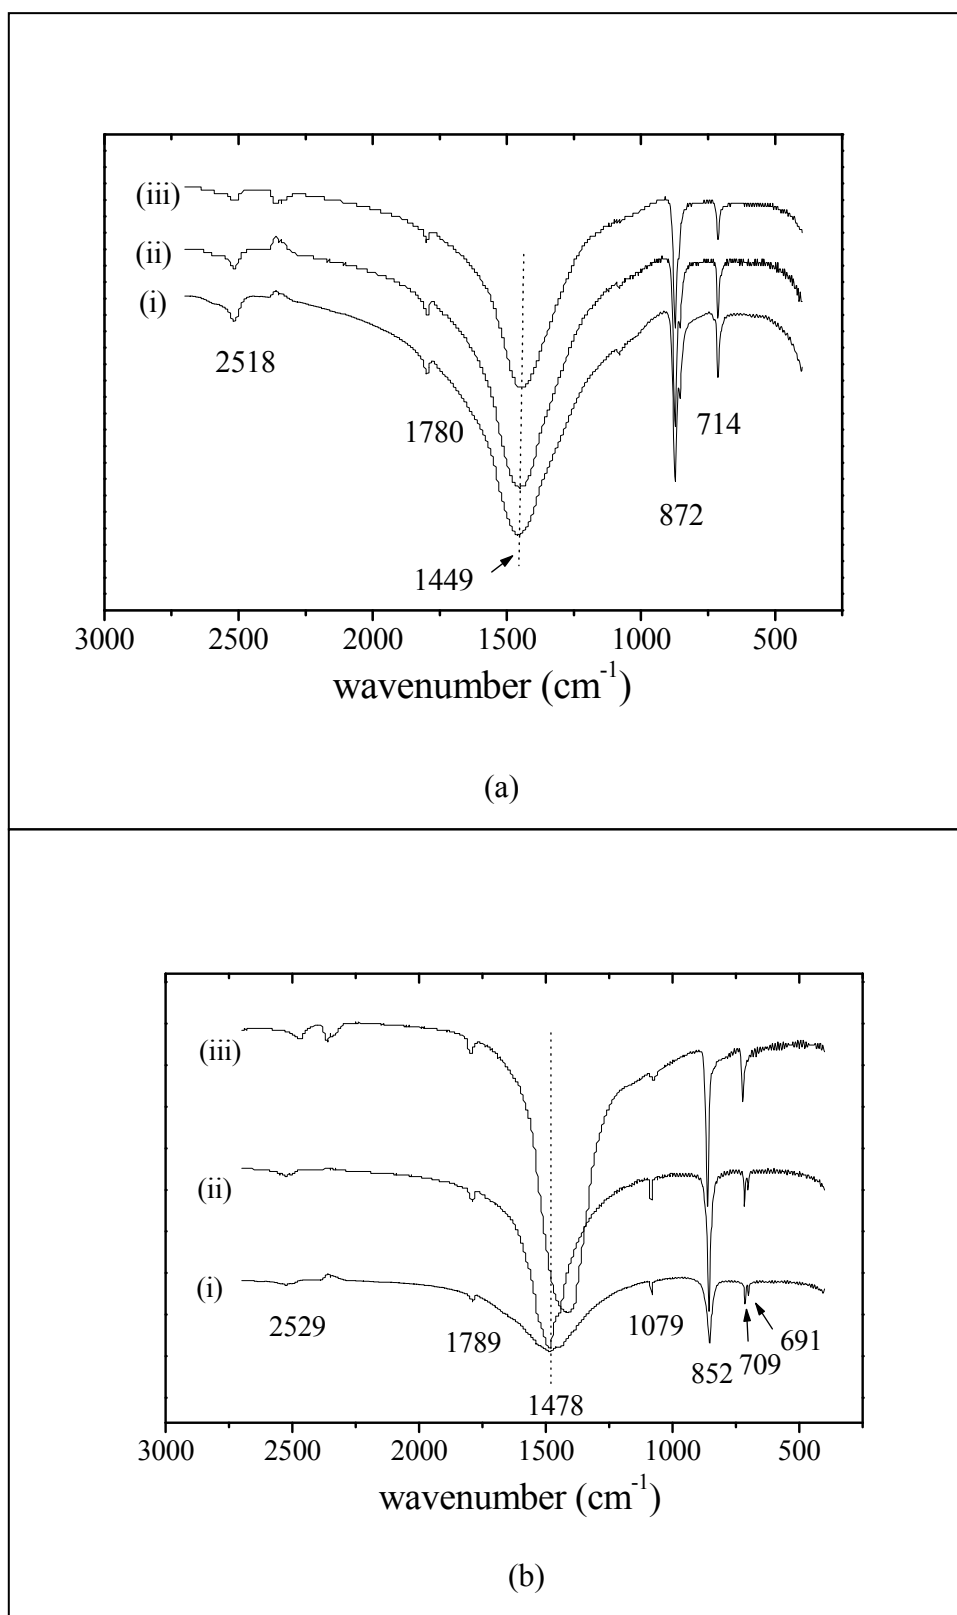 (iii)
(ii)
(i)
2518
1780
714
872
1449
3000 2500 2000 1500 1000 500
wavenumber (cm-1)
(a)
(iii)
(ii)
(i)
2529
1789
1079
691
852 709
1478
3000 2500 2000 1500 1000 500
wavenumber (cm-1)
(b)